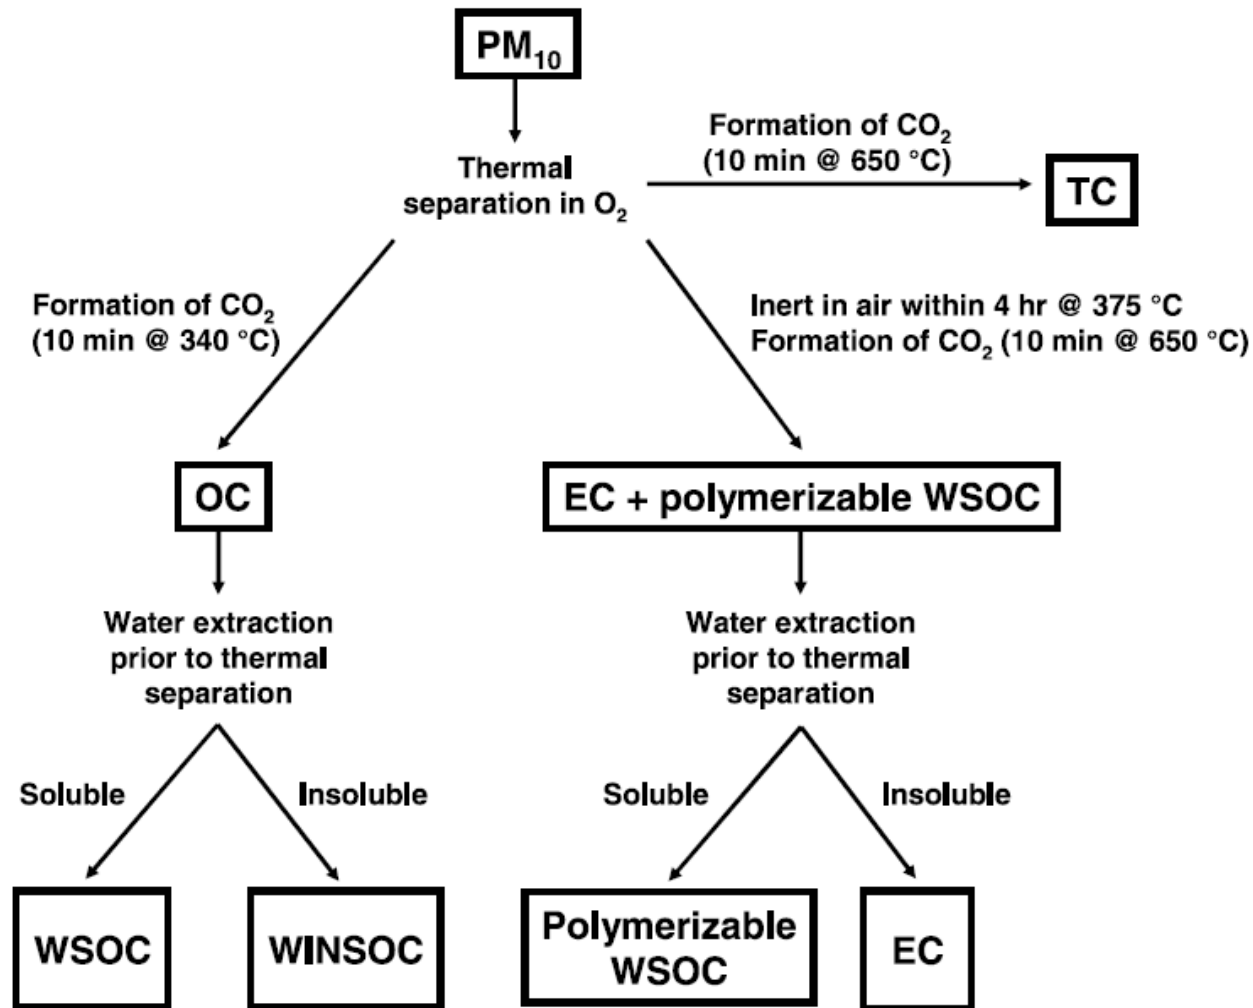 PM₁₀
Formation of CO₂
(10 min @ 650 °C)
Thermal
separation in O₂
TC
Formation of CO₂
(10 min @ 340 °C)
Inert in air within 4 hr @ 375 °C
Formation of CO₂ (10 min @ 650 °C)
OC
EC + polymerizable WSOC
Water extraction
prior to thermal
separation
Water extraction
prior to thermal
separation
Soluble
Insoluble
Soluble
Insoluble
WSOC
WINSOC
Polymerizable
WSOC
EC